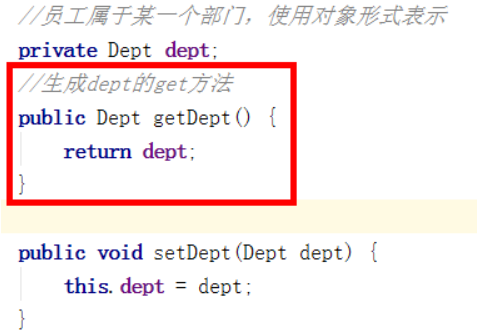 //员工属于某一个部门，使用对象形式表示
private Dept dept;
//生成dept的get方法
public Dept getDept() {
return dept;
}
public void setDept(Dept dept) {
this.dept = dept;
}